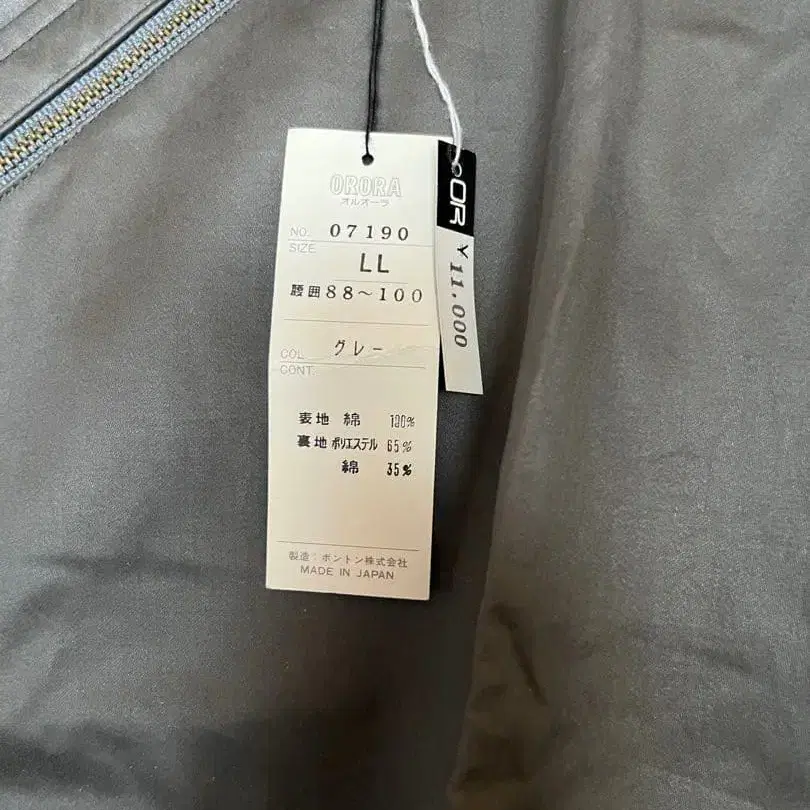 ORORA
オルオーラ
NO. 07190
SIZE
LL
腰囲88〜100
COL. グレー
CONT.
表地 綿 100%
裏地 ポリエステル 65%
綿 35%
製造:ボントン株式会社
MADE IN JAPAN
OR
¥ 11,000